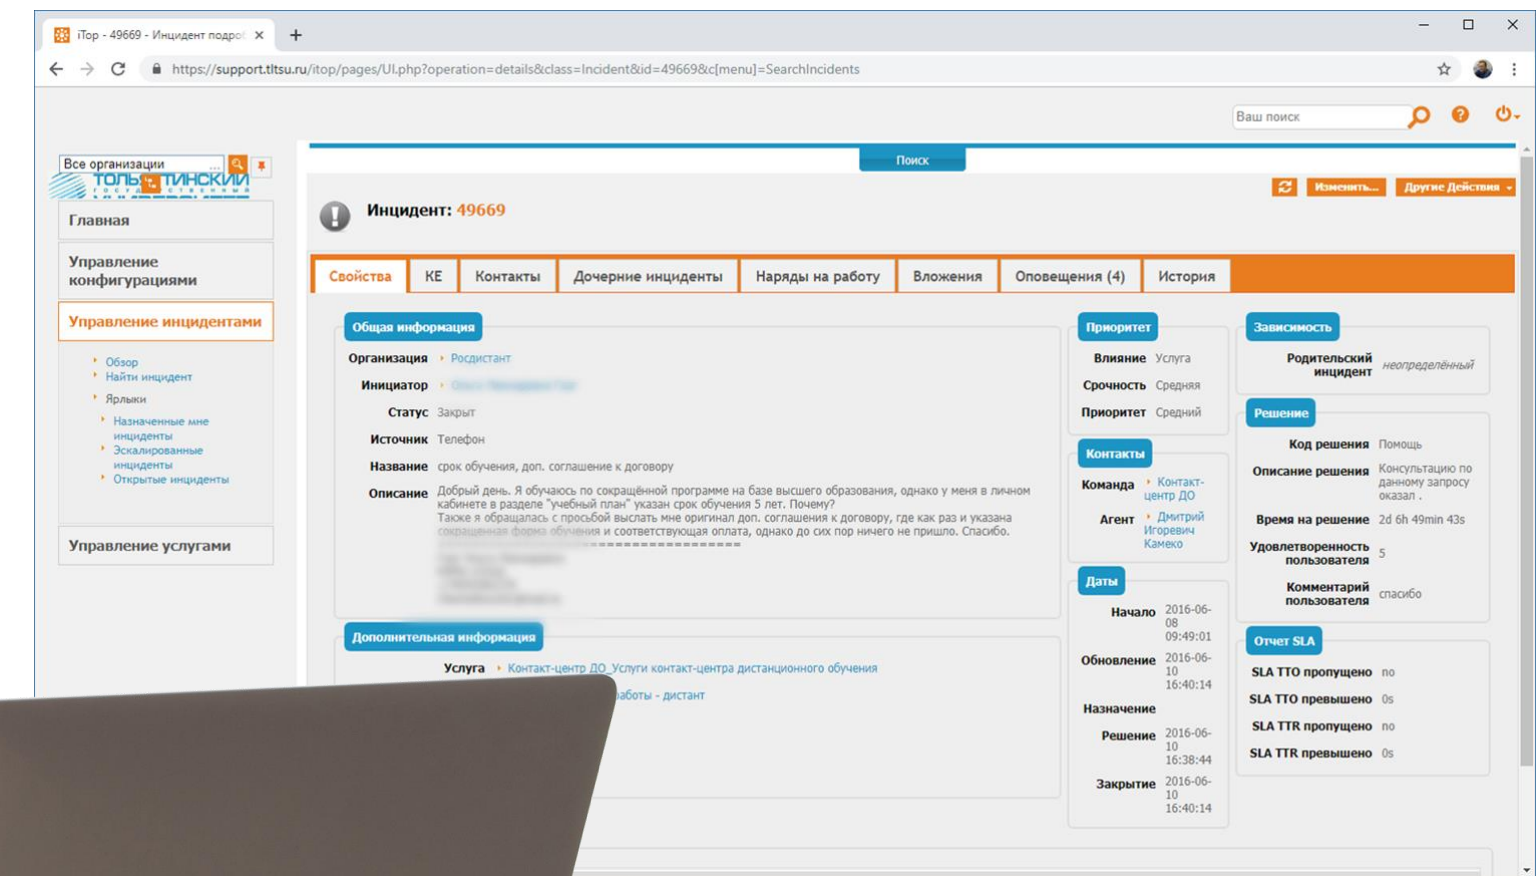 iTop - 49669 - Инцидент подроб
https://support.tltsu.ru/itop/pages/UI.php?operation=details&class=Incident&id=49669&c[menu]=SearchIncidents
Ваш поиск
Все организации ...
ГОСУДАРСТВЕННЫЙ
Поиск
Изменить...
Другие Действия
Инцидент: 49669
Главная
Управление
конфигурациями
Управление инцидентами
Обзор
Найти инцидент
Ярлыки
Назначенные мне
инциденты
Эскалированные
инциденты
Открытые инциденты
Управление услугами
Свойства
КЕ
Контакты
Дочерние инциденты
Наряды на работу
Вложения
Оповещения (4)
История
Общая информация
Организация Росдистант
Инициатор
Статус Закрыт
Источник Телефон
Название срок обучения, доп. соглашение к договору
Описание Добрый день. Я обучаюсь по сокращённой программе на базе высшего образования, однако у меня в личном
кабинете в разделе "учебный план" указан срок обучения 5 лет. Почему?
Также я обращалась с просьбой выслать мне оригинал доп. соглашения к договору, где как раз и указана
сокращенная форма обучения и соответствующая оплата, однако до сих пор ничего не пришло. Спасибо.
Дополнительная информация
Услуга Контакт-центр ДО_Услуги контакт-центра дистанционного обучения
работы - дистант
Приоритет
Влияние Услуга
Срочность Средняя
Приоритет Средний
Контакты
Команда Контакт-
центр ДО
Агент Дмитрий
Игоревич
Камеко
Даты
Начало 2016-06-
08
09:49:01
Обновление 2016-06-
10
16:40:14
Назначение
Решение 2016-06-
10
16:38:44
Закрытие 2016-06-
10
16:40:14
Зависимость
Родительский
инцидент неопределённый
Решение
Код решения Помощь
Описание решения Консультацию по
данному запросу
оказал .
Время на решение 2d 6h 49min 43s
Удовлетворенность
пользователя 5
Комментарий
пользователя спасибо
Отчет SLA
SLA TTO пропущено no
SLA TTO превышено 0s
SLA TTR пропущено no
SLA TTR превышено 0s